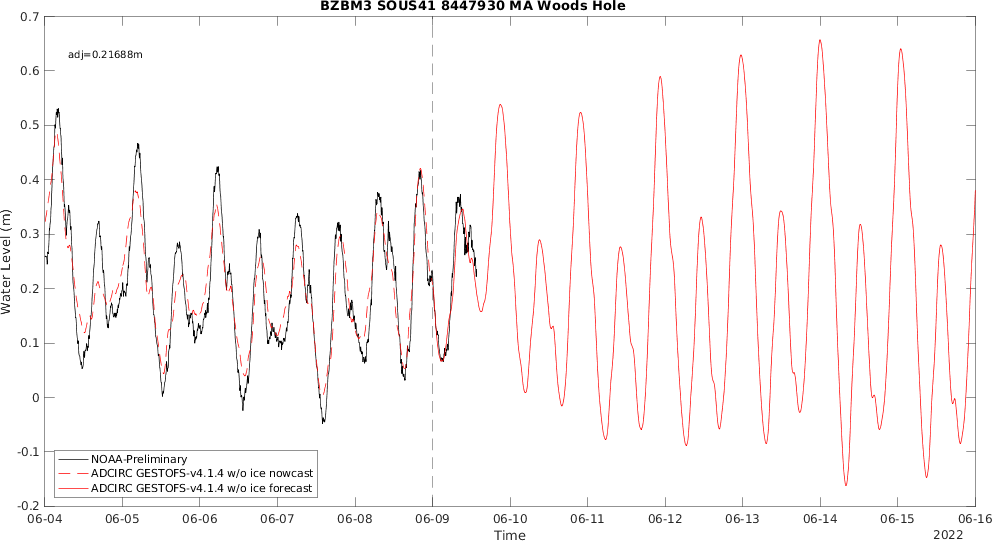 BZBM3 SOUS41 8447930 MA Woods Hole
adj=0.21688m
Water Level (m)
0.7
0.6
0.5
0.4
0.3
0.2
0.1
0
-0.1
-0.2
NOAA-Preliminary
ADCIRC GESTOFS-v4.1.4 w/o ice nowcast
ADCIRC GESTOFS-v4.1.4 w/o ice forecast
06-04 06-05 06-06 06-07 06-08 06-09 06-10 06-11 06-12 06-13 06-14 06-15 06-16
Time
2022